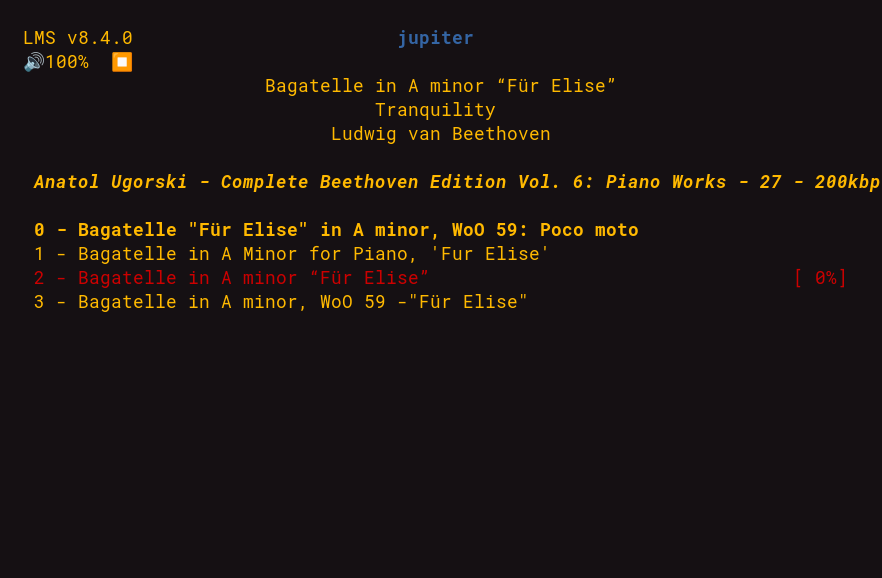 LMS v8.4.0
jupiter
🔊100% ⏹️
Bagatelle in A minor “Für Elise”
Tranquility
Ludwig van Beethoven
Anatol Ugorski - Complete Beethoven Edition Vol. 6: Piano Works - 27 - 200kbp
0 - Bagatelle "Für Elise" in A minor, WoO 59: Poco moto
1 - Bagatelle in A Minor for Piano, 'Fur Elise'
2 - Bagatelle in A minor “Für Elise” [ 0%]
3 - Bagatelle in A minor, WoO 59 -"Für Elise"